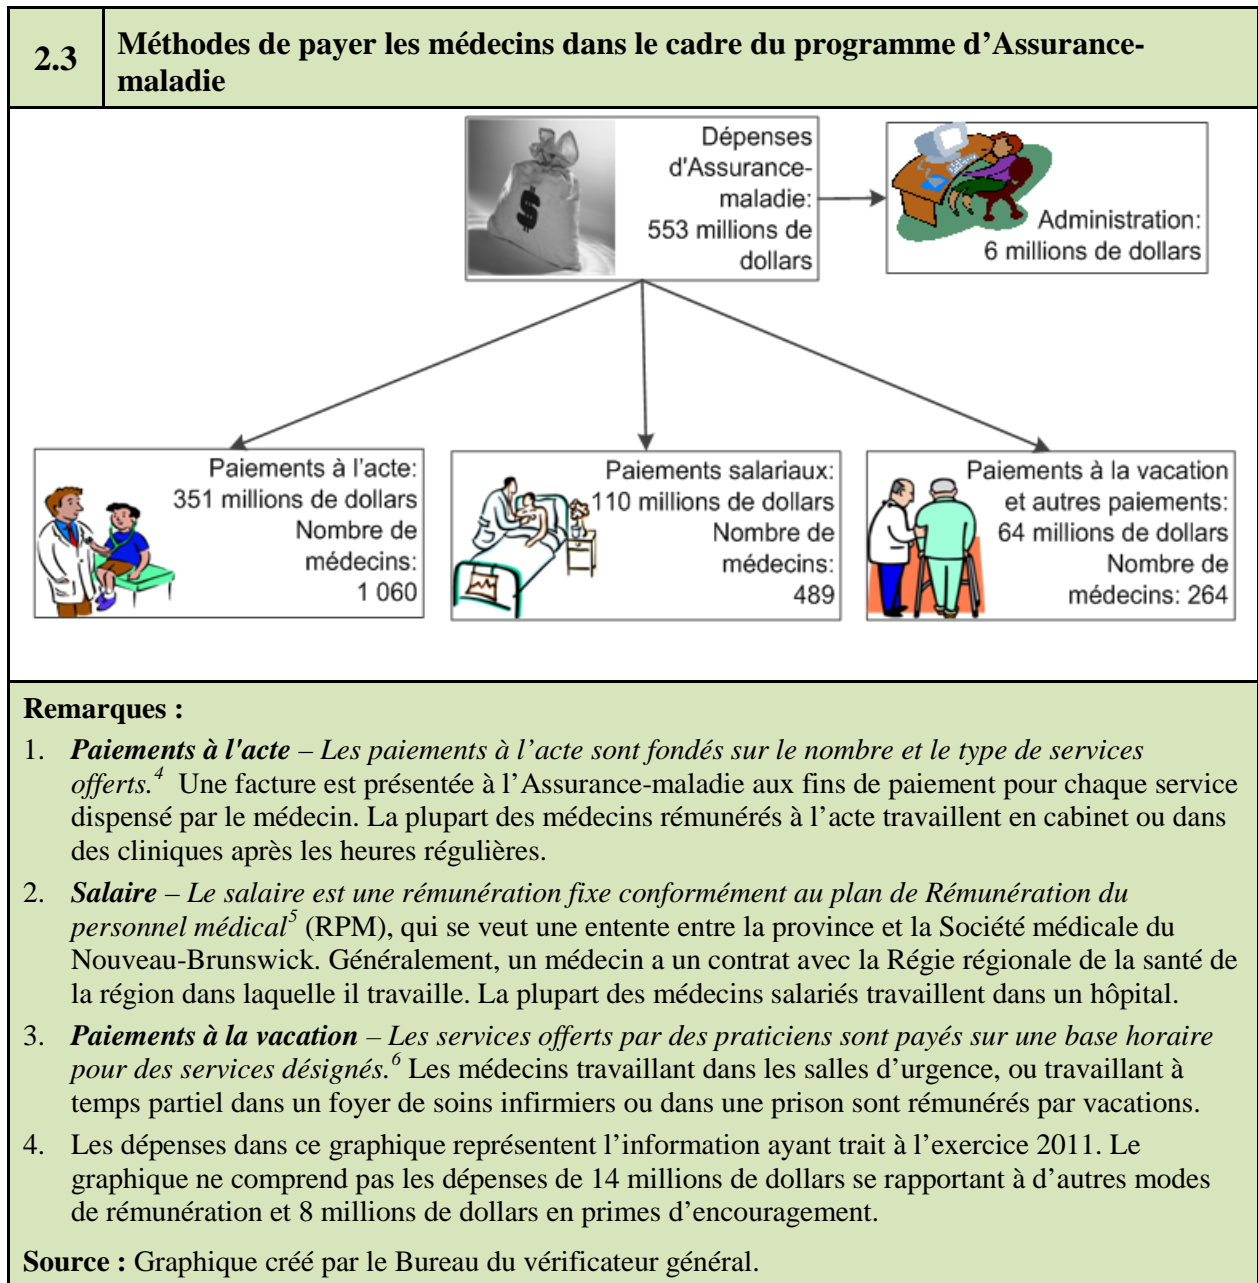 2.3
Méthodes de payer les médecins dans le cadre du programme d’Assurance-
maladie
$
Dépenses
d'Assurance-
maladie:
553 millions de
dollars
Administration:
6 millions de dollars
Paiements à l’acte:
351 millions de dollars
Nombre de
médecins:
1 060
Paiements salariaux:
110 millions de dollars
Nombre de
médecins:
489
Paiements à la vacation
et autres paiements:
64 millions de dollars
Nombre de
médecins: 264
Remarques :
1. Paiements à l'acte – Les paiements à l’acte sont fondés sur le nombre et le type de services
offerts.4 Une facture est présentée à l’Assurance-maladie aux fins de paiement pour chaque service
dispensé par le médecin. La plupart des médecins rémunérés à l’acte travaillent en cabinet ou dans
des cliniques après les heures régulières.
2. Salaire – Le salaire est une rémunération fixe conformément au plan de Rémunération du
personnel médical5 (RPM), qui se veut une entente entre la province et la Société médicale du
Nouveau-Brunswick. Généralement, un médecin a un contrat avec la Régie régionale de la santé de
la région dans laquelle il travaille. La plupart des médecins salariés travaillent dans un hôpital.
3. Paiements à la vacation – Les services offerts par des praticiens sont payés sur une base horaire
pour des services désignés.6 Les médecins travaillant dans les salles d’urgence, ou travaillant à
temps partiel dans un foyer de soins infirmiers ou dans une prison sont rémunérés par vacations.
4. Les dépenses dans ce graphique représentent l’information ayant trait à l’exercice 2011. Le
graphique ne comprend pas les dépenses de 14 millions de dollars se rapportant à d’autres modes
de rémunération et 8 millions de dollars en primes d’encouragement.
Source : Graphique créé par le Bureau du vérificateur général.